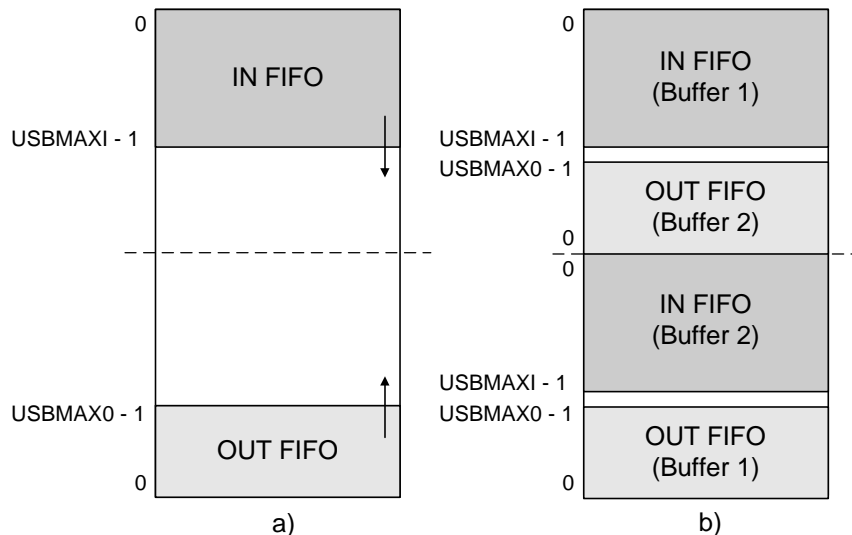 0
IN FIFO
USBMAXI - 1
USBMAX0 - 1
OUT FIFO
0
a)
IN FIFO
(Buffer 1)
USBMAXI - 1
USBMAX0 - 1
OUT FIFO
(Buffer 2)
0
0
IN FIFO
(Buffer 2)
USBMAXI - 1
USBMAX0 - 1
OUT FIFO
(Buffer 1)
0
b)